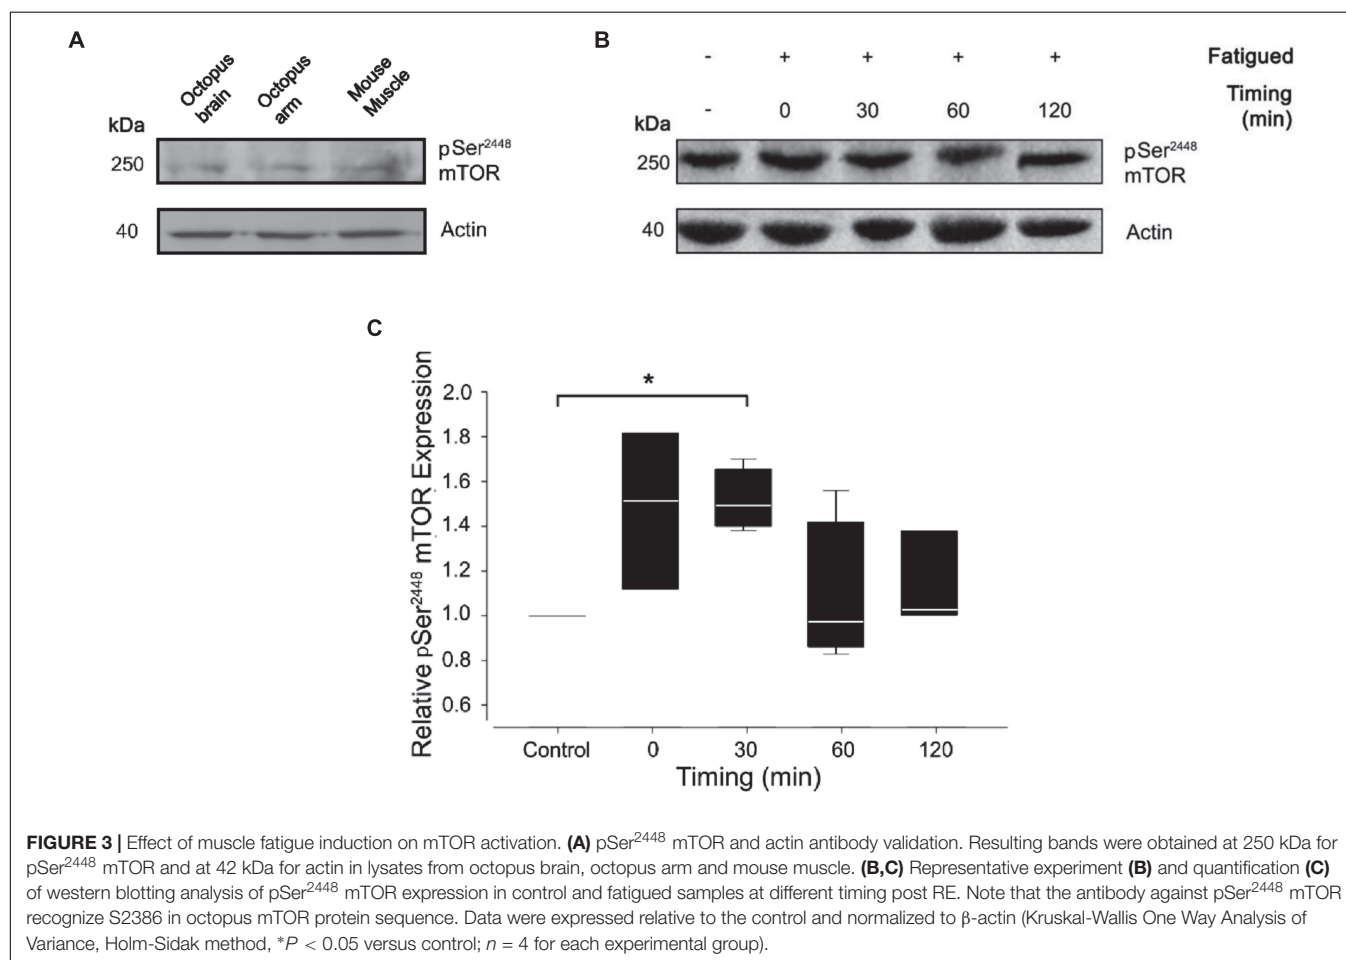 A
Octopus
brain
Octopus
arm
Mouse
Muscle
kDa
250
pSer2448
mTOR
40
Actin
B
- + + + + Fatigued
- 0 30 60 120 Timing
(min)
kDa
250
pSer2448
mTOR
40
Actin
C
*
Relative pSer2448 mTOR Expression
2.0
1.8
1.6
1.4
1.2
1.0
0.8
0.6
Control 0 30 60 120
Timing (min)
FIGURE 3 | Effect of muscle fatigue induction on mTOR activation. (A) pSer2448 mTOR and actin antibody validation. Resulting bands were obtained at 250 kDa for
pSer2448 mTOR and at 42 kDa for actin in lysates from octopus brain, octopus arm and mouse muscle. (B,C) Representative experiment (B) and quantification (C)
of western blotting analysis of pSer2448 mTOR expression in control and fatigued samples at different timing post RE. Note that the antibody against pSer2448 mTOR
recognize S2386 in octopus mTOR protein sequence. Data were expressed relative to the control and normalized to β-actin (Kruskal-Wallis One Way Analysis of
Variance, Holm-Sidak method, *P < 0.05 versus control; n = 4 for each experimental group).